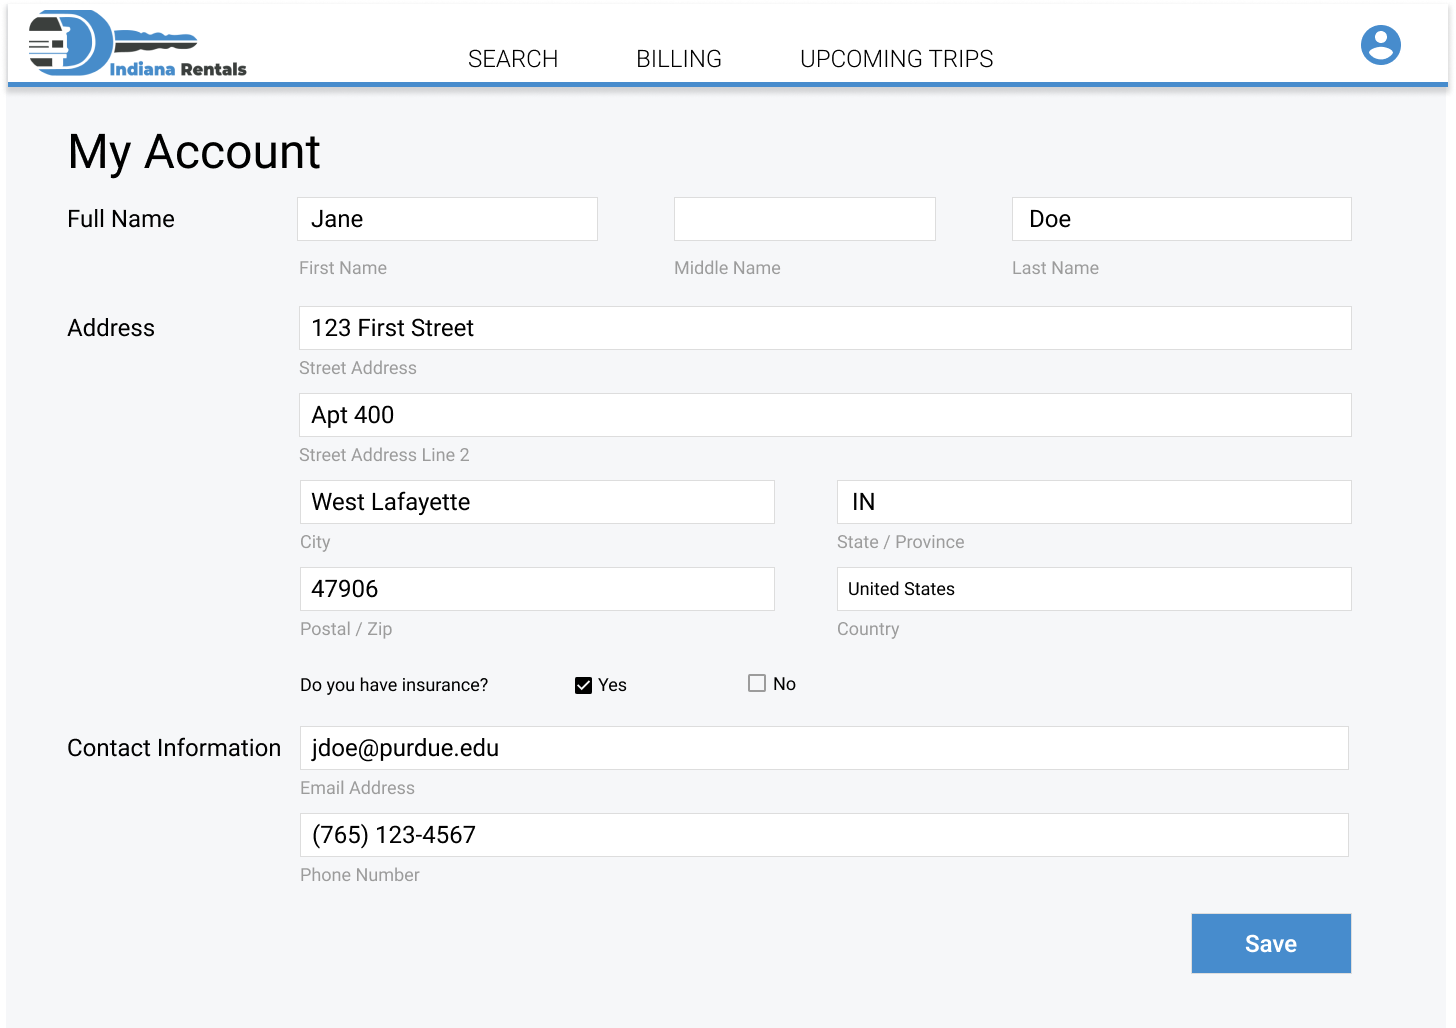 Indiana Rentals
SEARCH BILLING UPCOMING TRIPS
My Account
Full Name Jane Doe
First Name Middle Name Last Name
Address 123 First Street
Street Address
Apt 400
Street Address Line 2
West Lafayette IN
City State / Province
47906 United States
Postal / Zip Country
Do you have insurance? Yes No
Contact Information jdoe@purdue.edu
Email Address
(765) 123-4567
Phone Number
Save